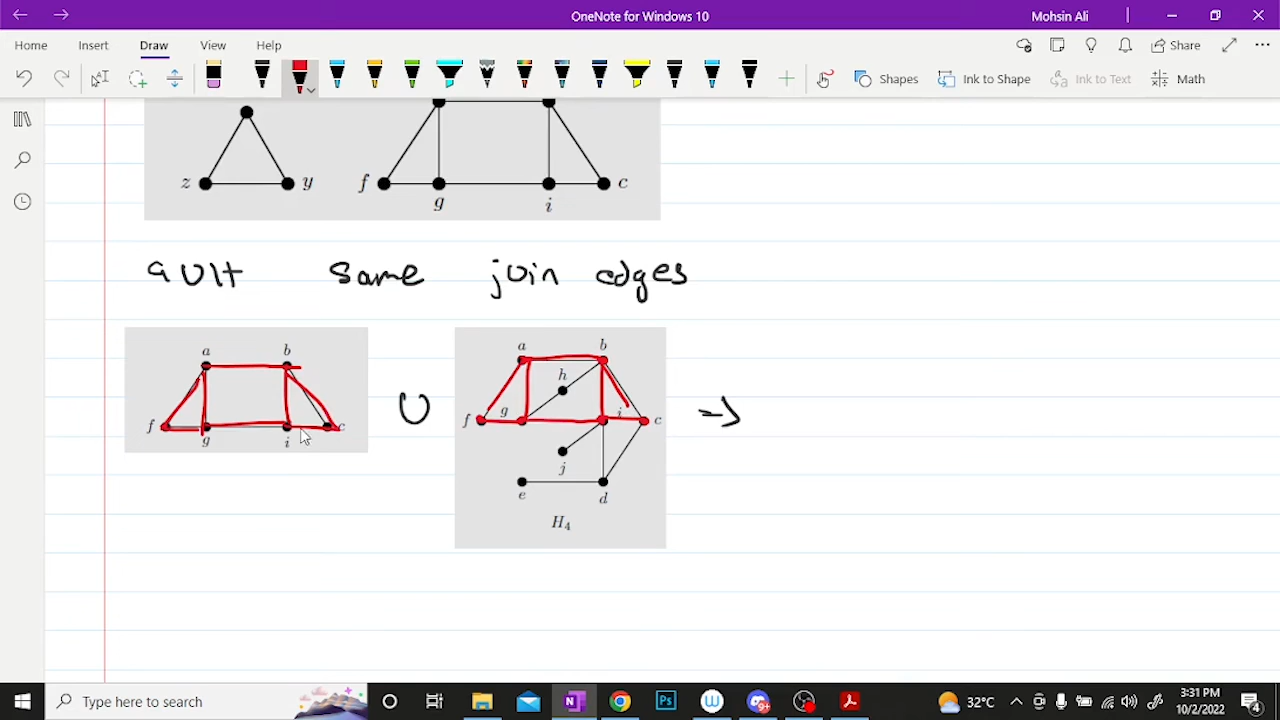 OneNote for Windows 10
Mohsin Ali
Home Insert Draw View Help
Share
Shapes Ink to Shape Ink to Text Math
z y f c
g i
same join edges
a b
f g i c
U
a b
h
f g i c
j
e d
H4
Type here to search
32°C
3:31 PM
10/2/2022